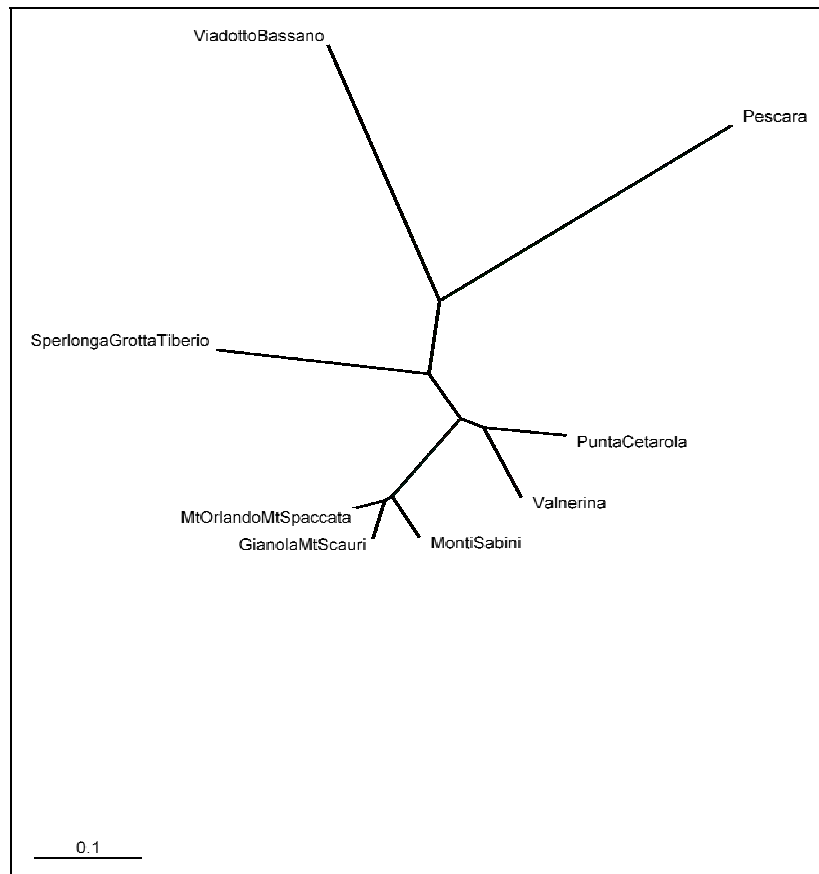 ViadottoBassano
Pescara
SperlongaGrottaTiberio
PuntaCetarola
Valnerina
MtOrlandoMtSpaccata
GianolaMtScauri
MontiSabini
0.1